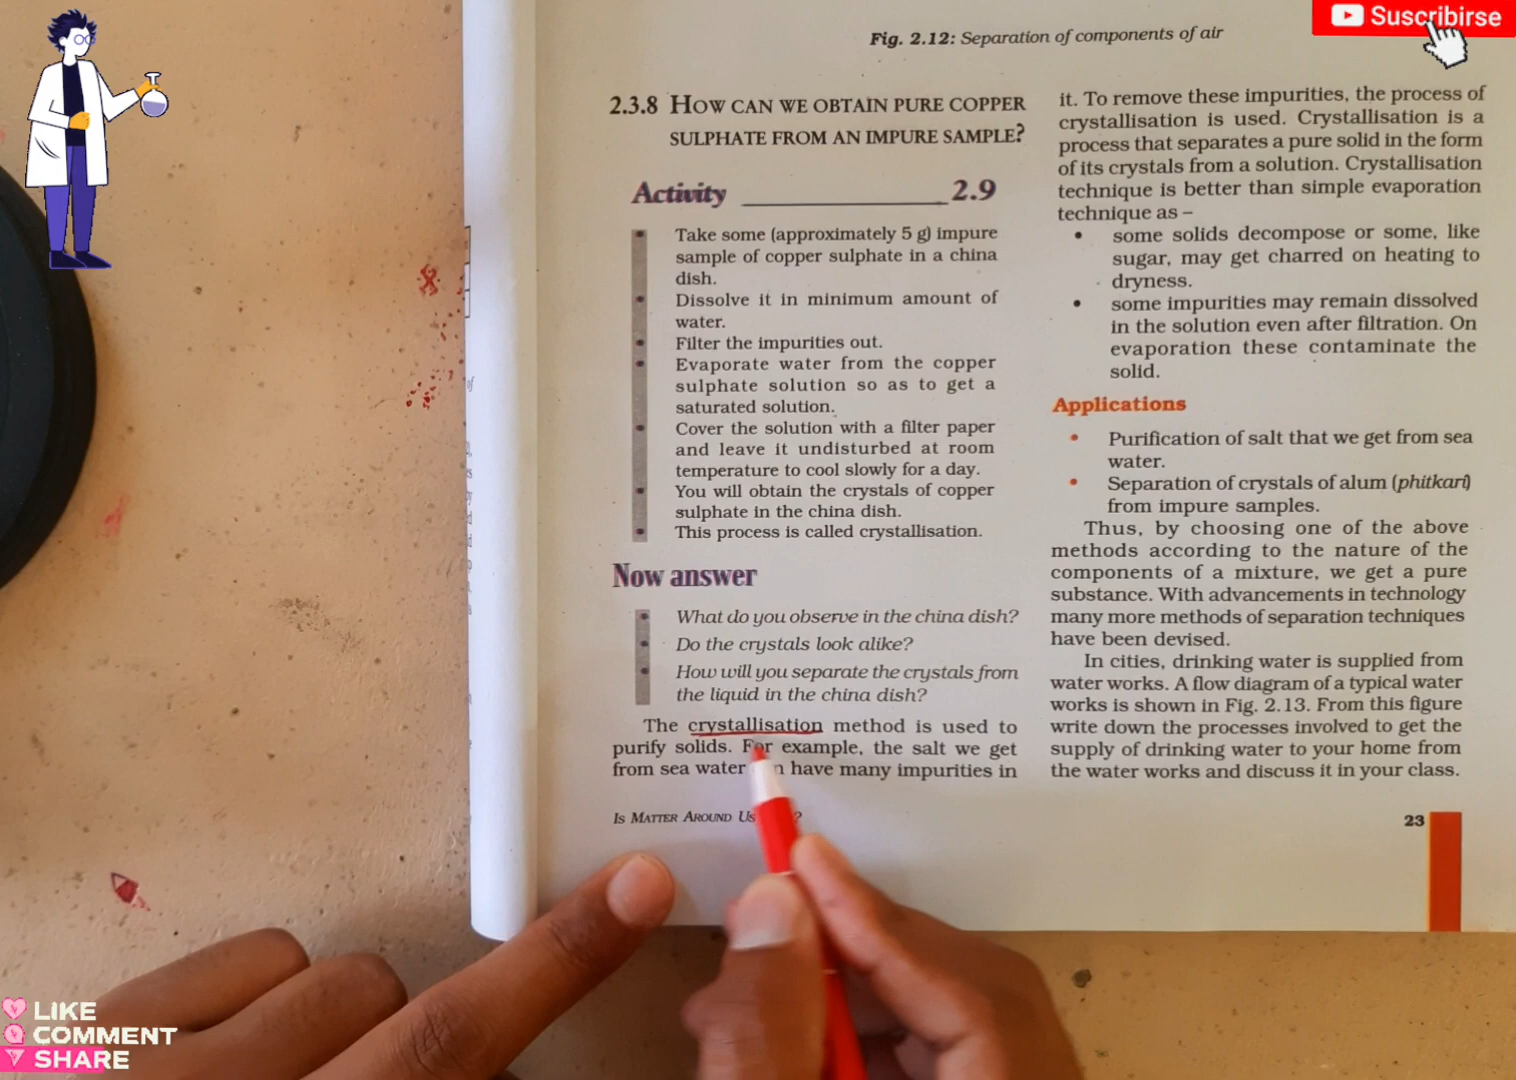 Suscribirse
Fig. 2.12: Separation of components of air
2.3.8 HOW CAN WE OBTAIN PURE COPPER
SULPHATE FROM AN IMPURE SAMPLE?
Activity 2.9
• Take some (approximately 5 g) impure
sample of copper sulphate in a china
dish.
• Dissolve it in minimum amount of
water.
• Filter the impurities out.
• Evaporate water from the copper
sulphate solution so as to get a
saturated solution.
• Cover the solution with a filter paper
and leave it undisturbed at room
temperature to cool slowly for a day.
• You will obtain the crystals of copper
sulphate in the china dish.
• This process is called crystallisation.
Now answer
• What do you observe in the china dish?
• Do the crystals look alike?
• How will you separate the crystals from
the liquid in the china dish?
The crystallisation method is used to
purify solids. For example, the salt we get
from sea water have many impurities in
it. To remove these impurities, the process of
crystallisation is used. Crystallisation is a
process that separates a pure solid in the form
of its crystals from a solution. Crystallisation
technique is better than simple evaporation
technique as –
• some solids decompose or some, like
sugar, may get charred on heating to
dryness.
• some impurities may remain dissolved
in the solution even after filtration. On
evaporation these contaminate the
solid.
Applications
• Purification of salt that we get from sea
water.
• Separation of crystals of alum (phitkari)
from impure samples.
Thus, by choosing one of the above
methods according to the nature of the
components of a mixture, we get a pure
substance. With advancements in technology
many more methods of separation techniques
have been devised.
In cities, drinking water is supplied from
water works. A flow diagram of a typical water
works is shown in Fig. 2.13. From this figure
write down the processes involved to get the
supply of drinking water to your home from
the water works and discuss it in your class.
IS MATTER AROUND US ?
23
LIKE
COMMENT
SHARE